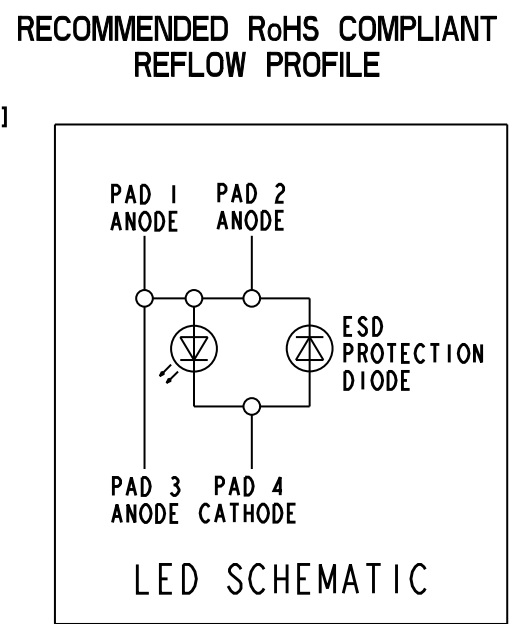 RECOMMENDED RoHS COMPLIANT
REFLOW PROFILE
]
PAD 1 PAD 2
ANODE ANODE
ESD
PROTECTION
DIODE
PAD 3 PAD 4
ANODE CATHODE
LED SCHEMATIC